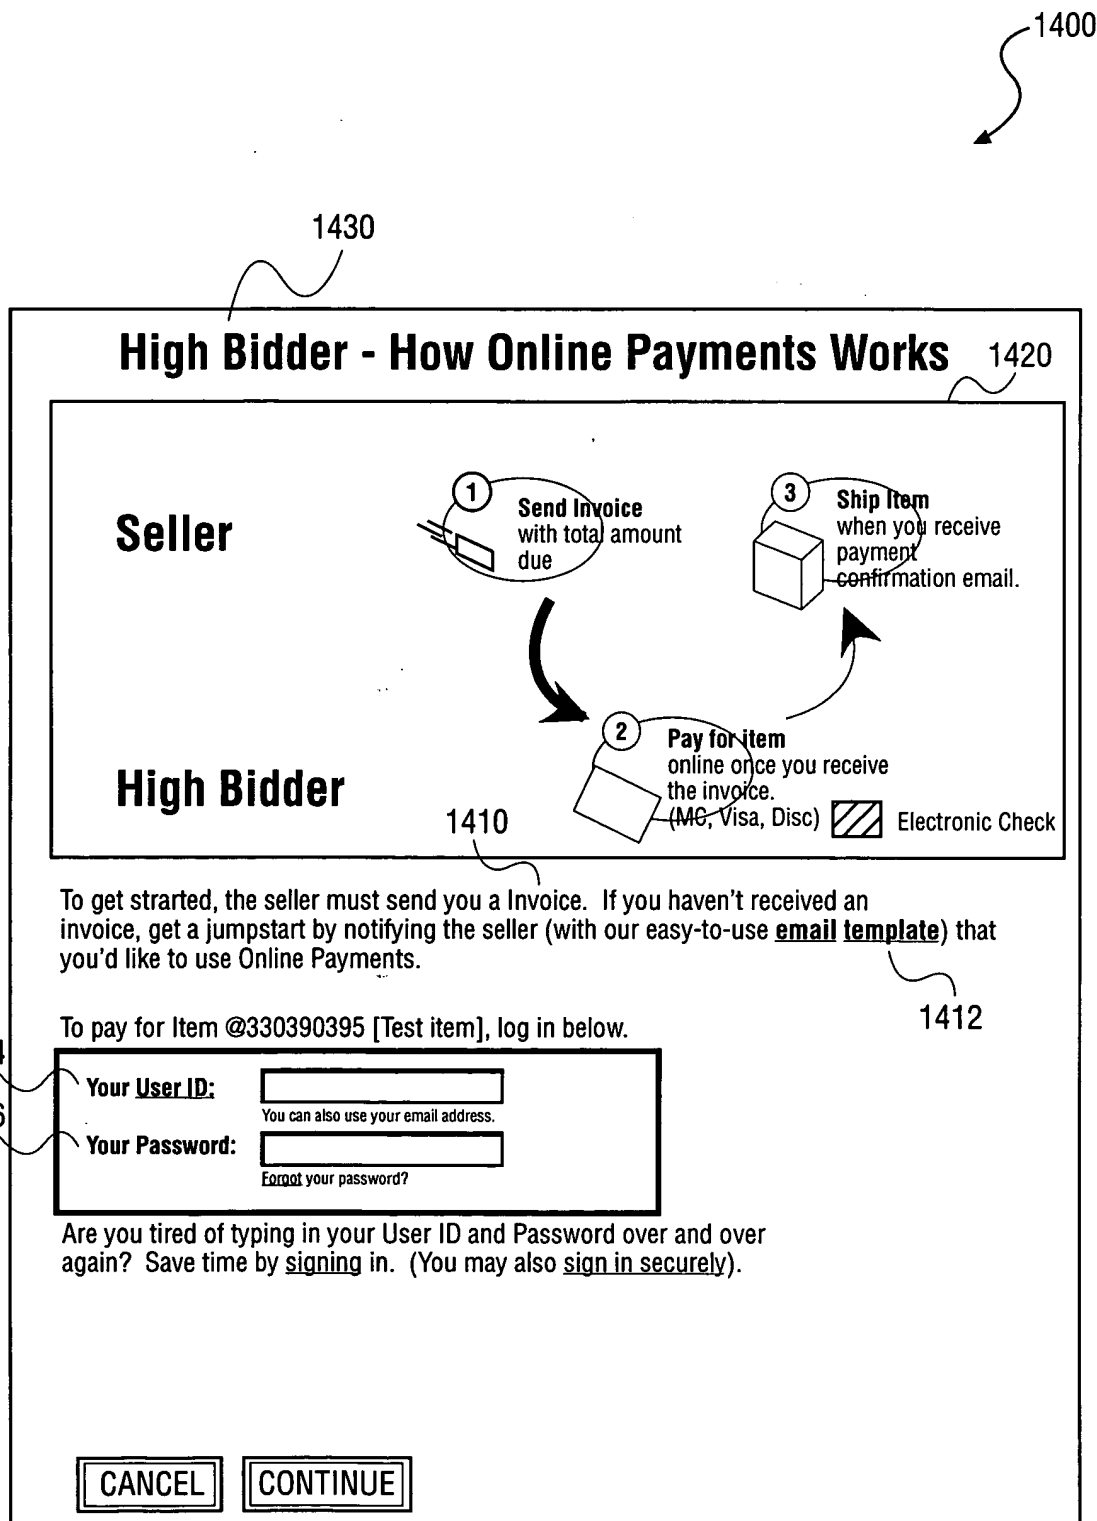 1400
1430
High Bidder - How Online Payments Works
1420
Seller
1
Send Invoice
with total amount
due
3
Ship Item
when you receive
payment
confirmation email.
High Bidder
2
Pay for item
online once you receive
the invoice.
(MC, Visa, Disc)
Electronic Check
1410
To get strarted, the seller must send you a Invoice. If you haven't received an
invoice, get a jumpstart by notifying the seller (with our easy-to-use email template) that
you'd like to use Online Payments.
1412
To pay for Item @330390395 [Test item], log in below.
Your User ID:
You can also use your email address.
Your Password:
Forgot your password?
Are you tired of typing in your User ID and Password over and over
again? Save time by signing in. (You may also sign in securely).
CANCEL
CONTINUE